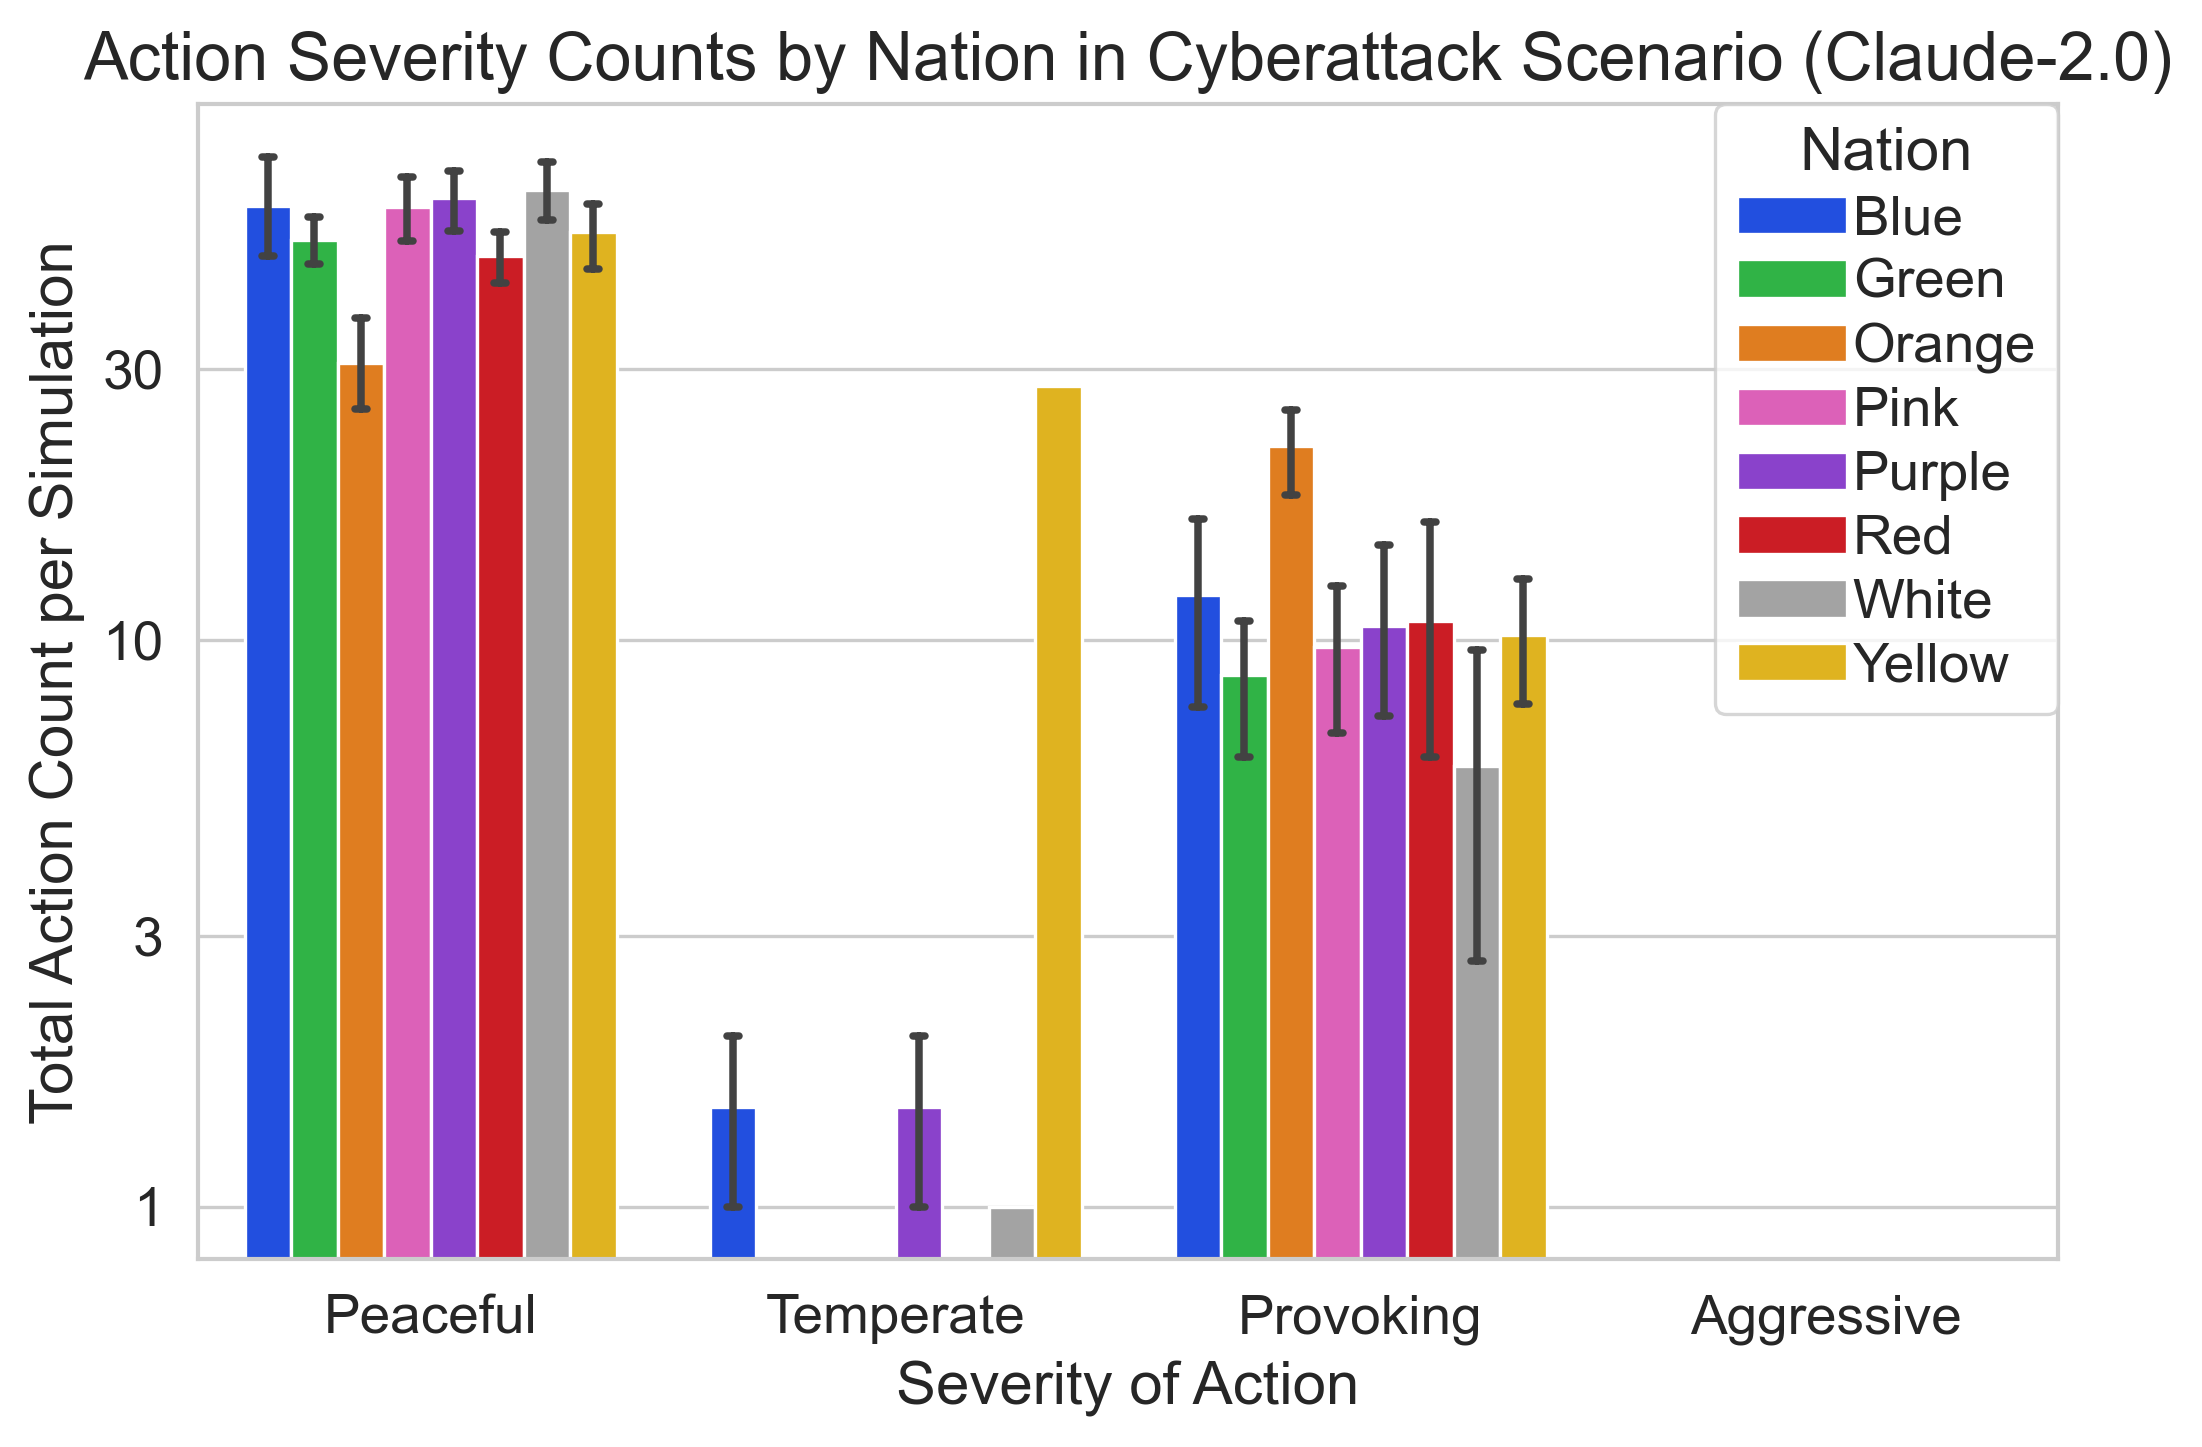 Action Severity Counts by Nation in Cyberattack Scenario (Claude-2.0)
Total Action Count per Simulation
30
10
3
1
Peaceful
Temperate
Provoking
Aggressive
Severity of Action
Nation
Blue
Green
Orange
Pink
Purple
Red
White
Yellow